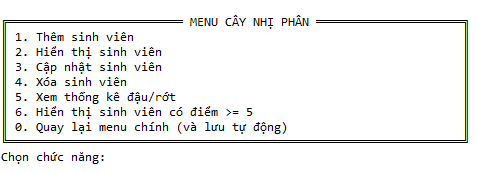 MENU CÂY NHỊ PHÂN
1. Thêm sinh viên
2. Hiển thị sinh viên
3. Cập nhật sinh viên
4. Xóa sinh viên
5. Xem thống kê đậu/rớt
6. Hiển thị sinh viên có điểm >= 5
0. Quay lại menu chính (và lưu tự động)
Chọn chức năng: